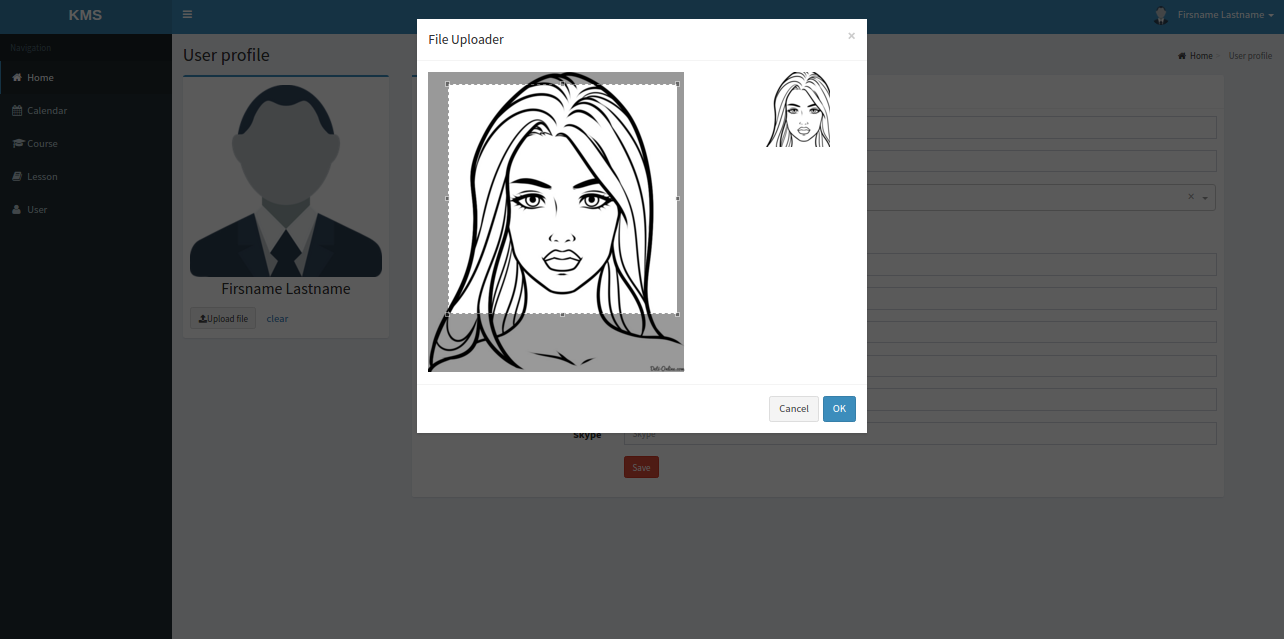 KMS
Firsname Lastname
Navigation
Home
Calendar
Course
Lesson
User
User profile
Home
User profile
Firsname Lastname
Upload file
clear
File Uploader
×
Cancel
OK
×
Skype
Skype
Save